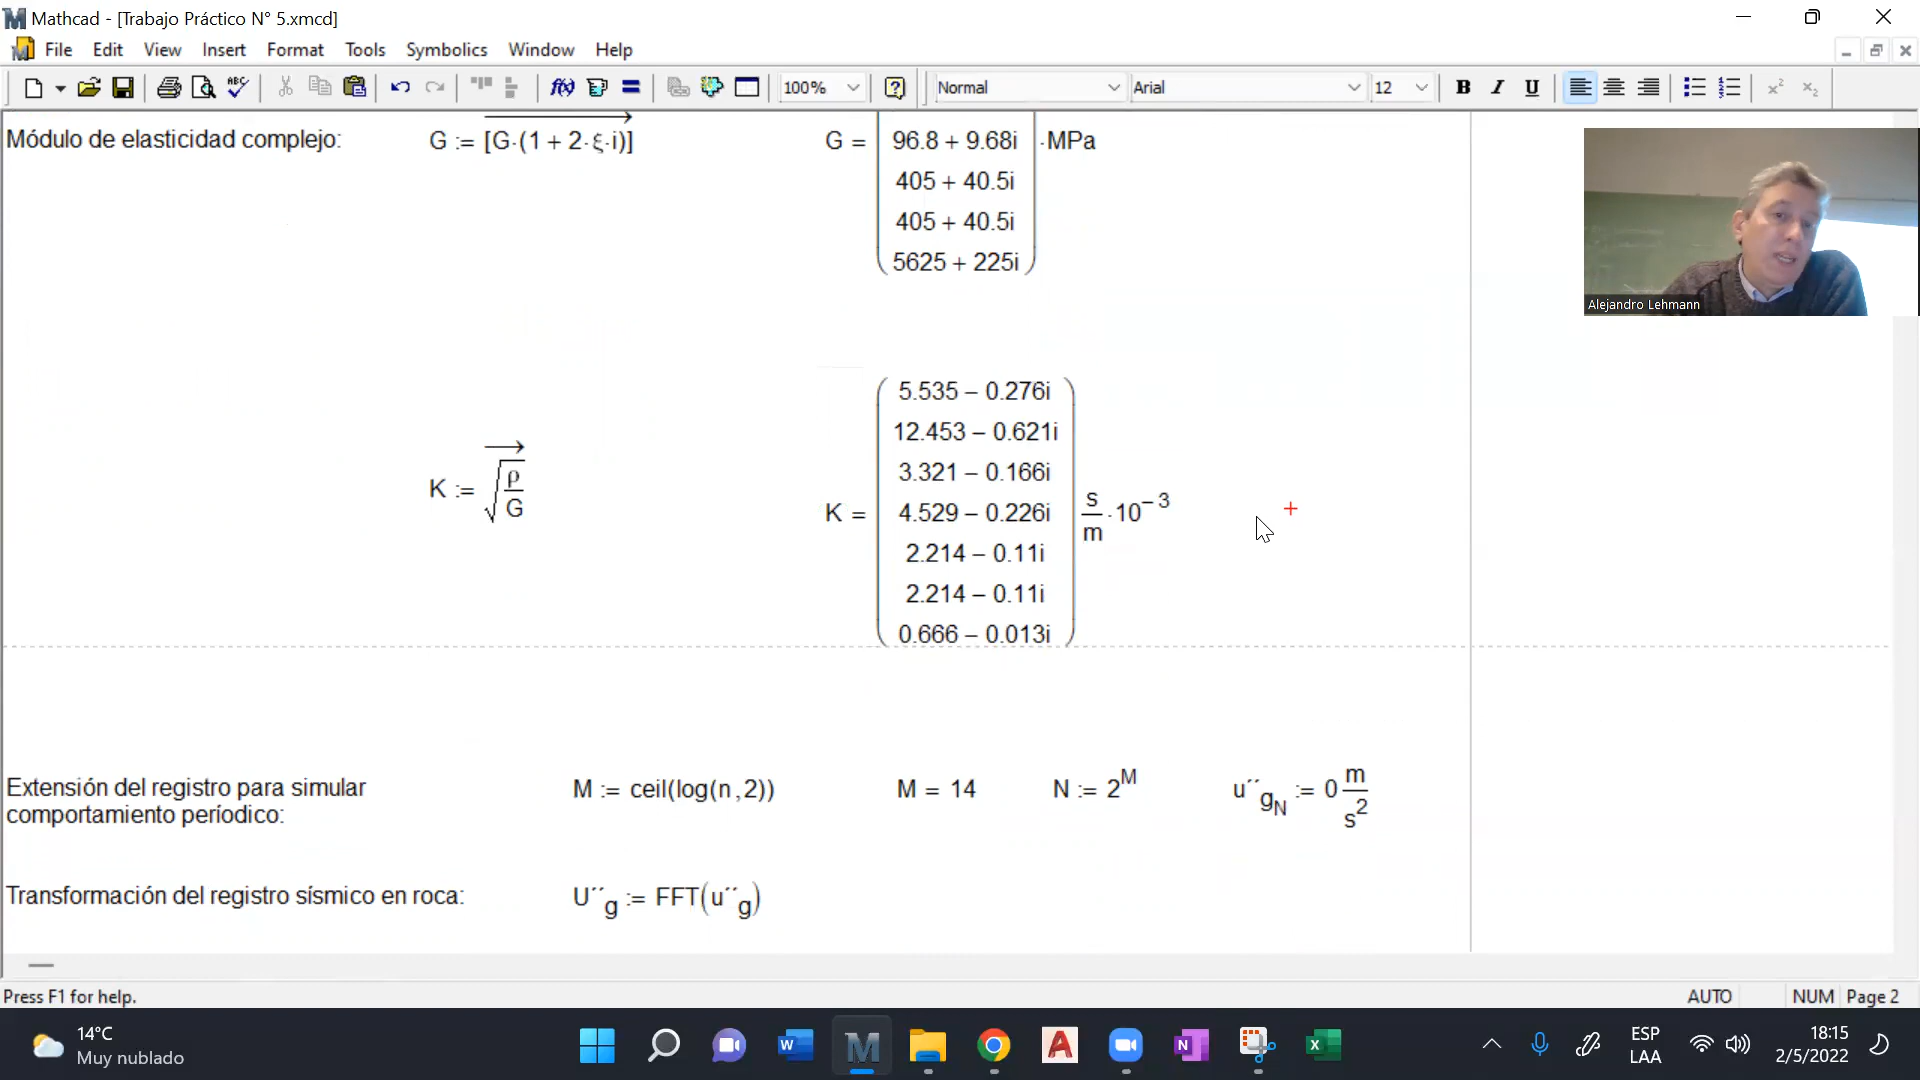 Mathcad - [Trabajo Práctico N° 5.xmcd]
File Edit View Insert Format Tools Symbolics Window Help
100% Normal Arial 12 B I U
Módulo de elasticidad complejo: G := [G·(1 + 2·ξ·i)] G = 96.8 + 9.68i ·MPa
405 + 40.5i
405 + 40.5i
5625 + 225i
Alejandro Lehmann
5.535 – 0.276i
12.453 – 0.621i
3.321 – 0.166i
K := √(ρ/G) K = 4.529 – 0.226i s/m ·10⁻³
2.214 – 0.11i
2.214 – 0.11i
0.666 – 0.013i
Extensión del registro para simular
comportamiento períodico:
M := ceil(log(n,2)) M = 14 N := 2^M u´´g_N := 0 m/s²
Transformación del registro sísmico en roca: U´´g := FFT(u´´g)
Press F1 for help. AUTO NUM Page 2
14°C
Muy nublado
ESP
LAA
18:15
2/5/2022